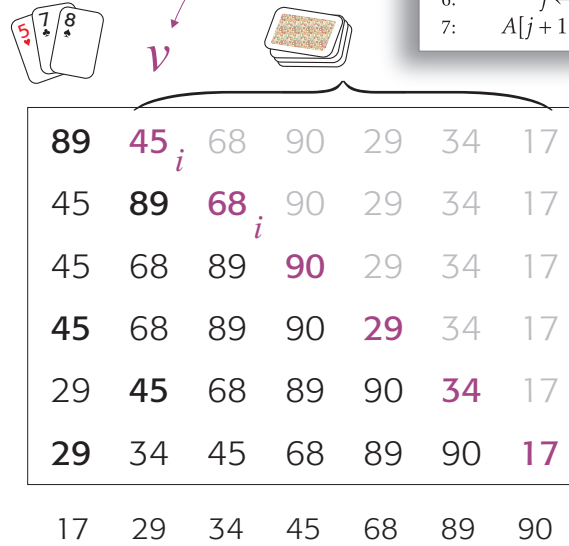 6: j ←
5 7 8
v
7: A[j + 1
89 45 i 68 90 29 34 17
45 89 68 i 90 29 34 17
45 68 89 90 29 34 17
45 68 89 90 29 34 17
29 45 68 89 90 34 17
29 34 45 68 89 90 17
17 29 34 45 68 89 90